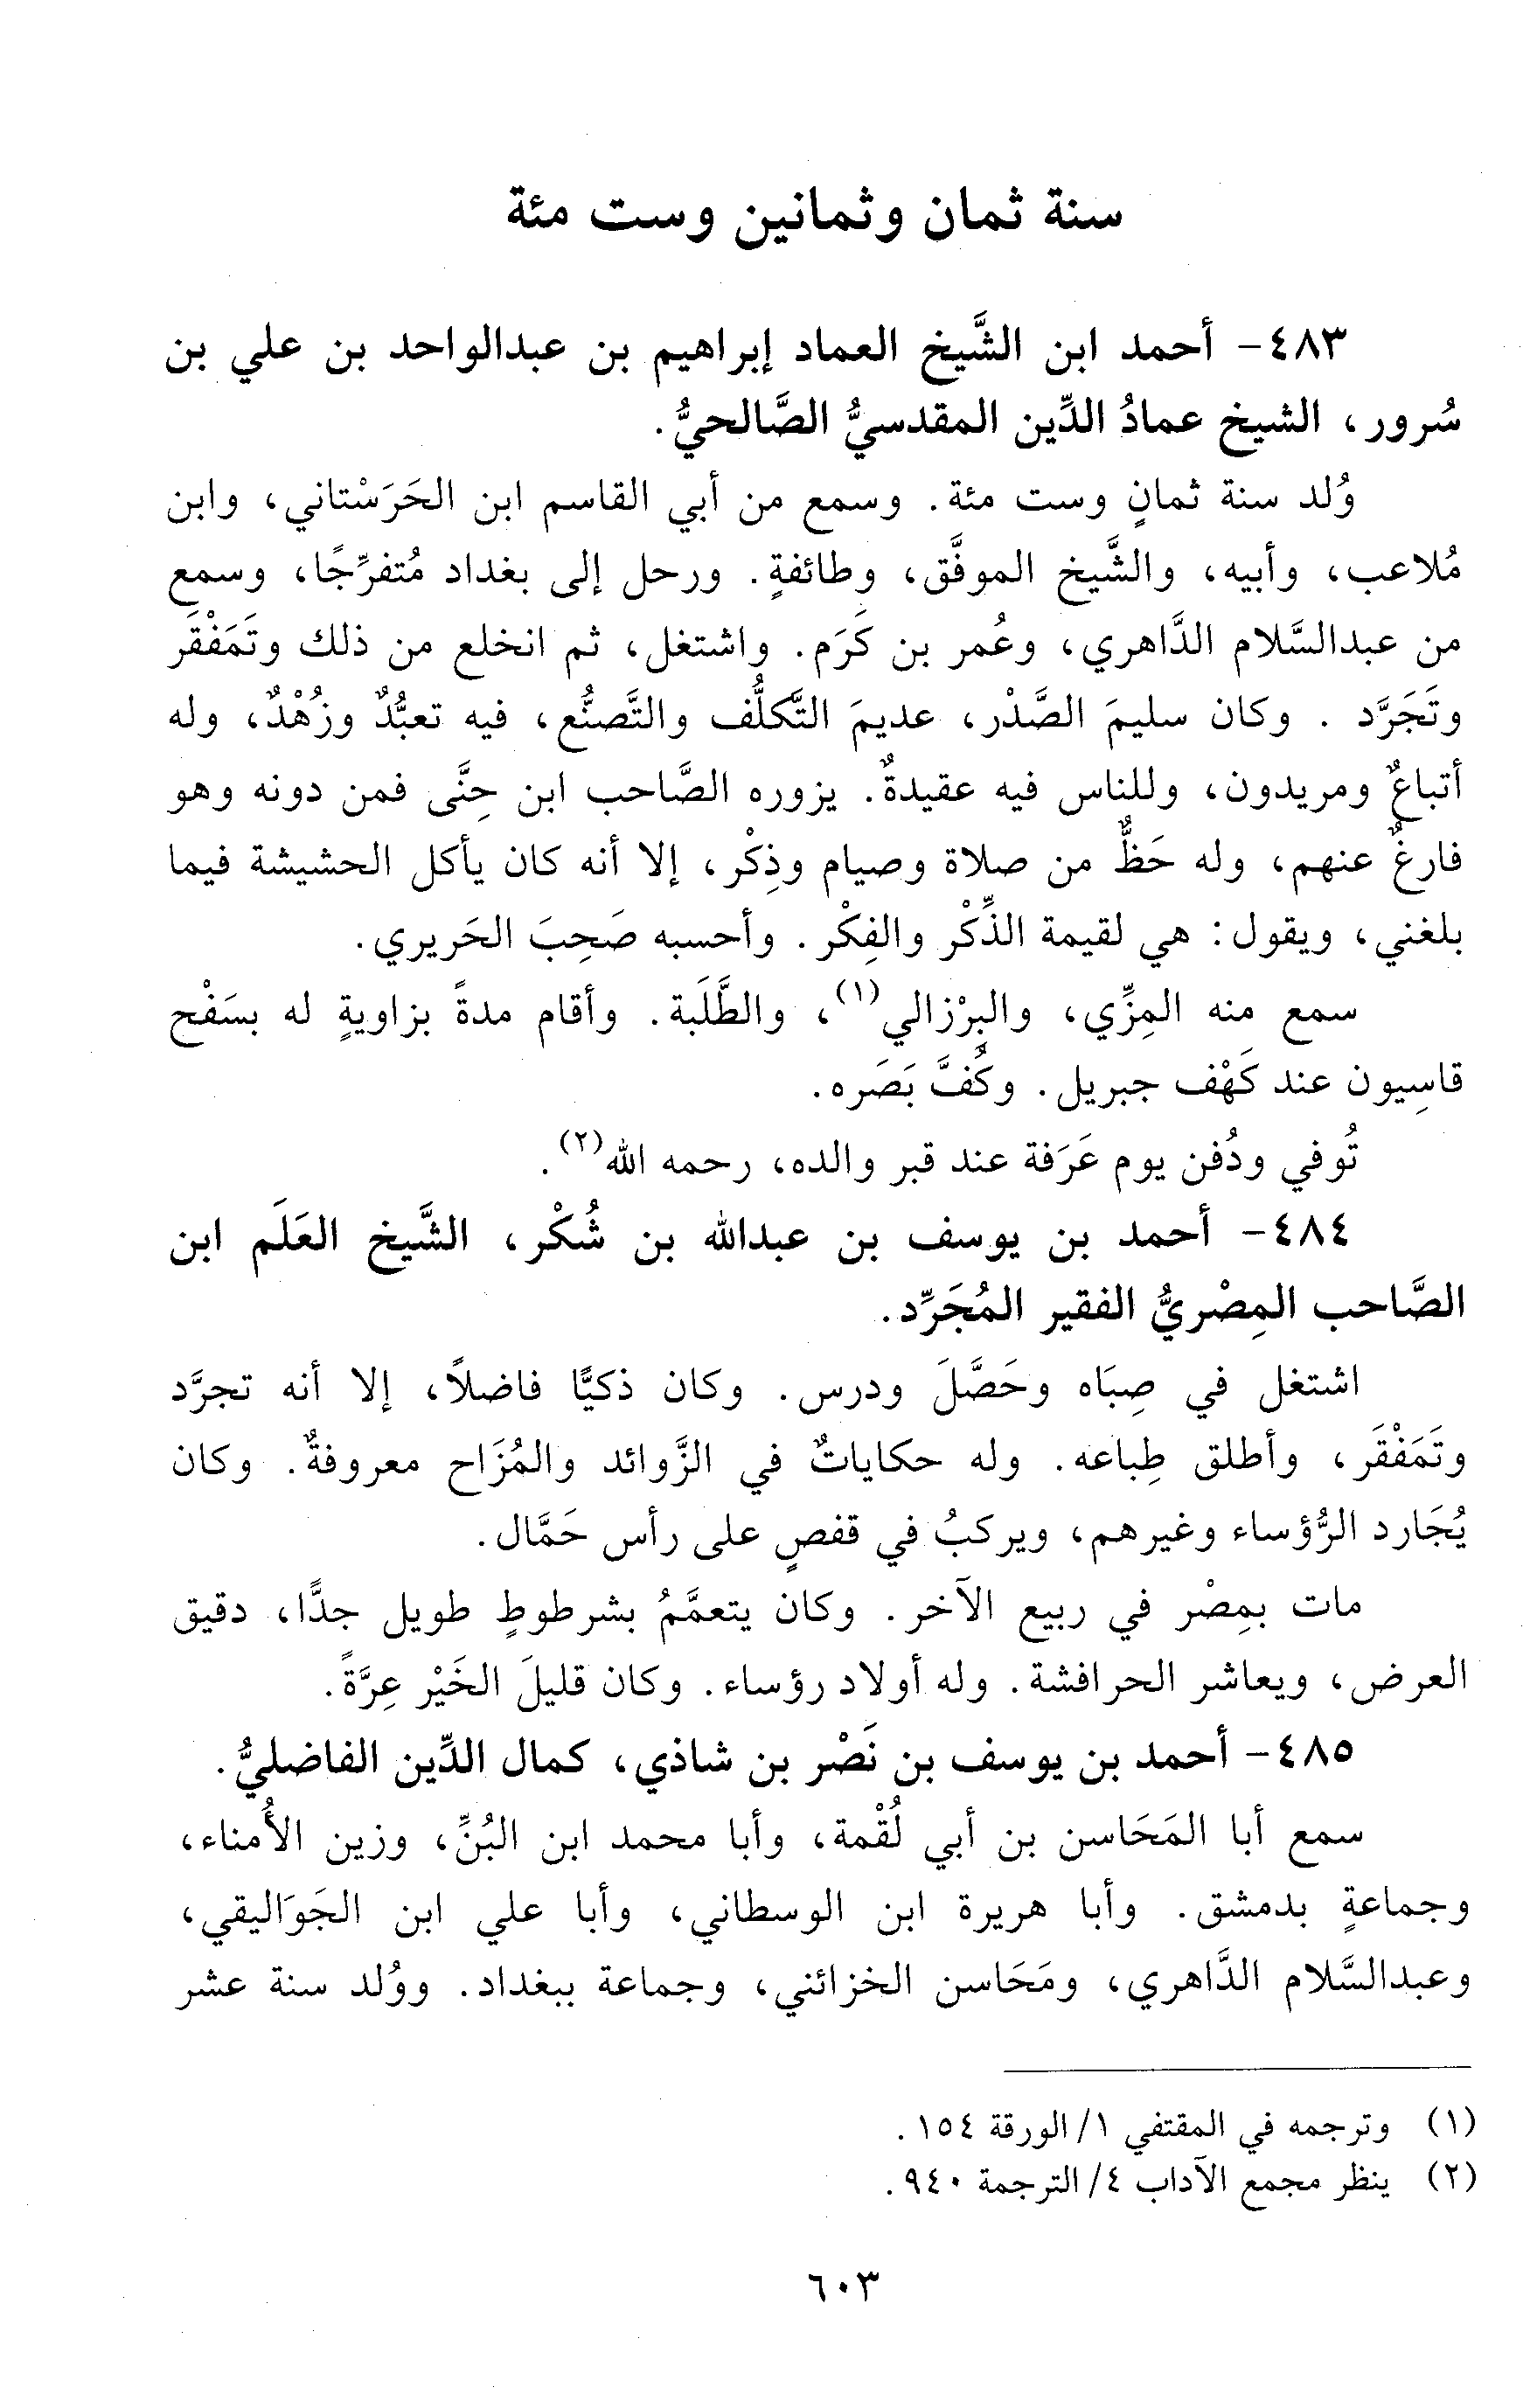 سنة ثمان وثمانين وست مئة
٤٨٣- أحمد ابن الشَّيخ العماد إبراهيم بن عبدالواحد بن علي بن
سُرور، الشيخ عمادُ الدِّين المقدسيُّ الصَّالحيُّ.
وُلد سنة ثمانٍ وست مئة. وسمع من أبي القاسم ابن الحَرَسْتاني، وابن
مُلاعب، وأبيه، والشَّيخ الموفَّق، وطائفةٍ. ورحل إلى بغداد مُتفرِّجًا، وسمع
من عبدالسَّلام الدَّاهري، وعُمر بن كَرَم. واشتغل، ثم انخلع من ذلك وتَمَفْقَر
وتَجَرَّد . وكان سليمَ الصَّدْر، عديمَ التَّكلُّف والتَّصنُّع، فيه تعبُّدٌ وزُهْدٌ، وله
أتباعٌ ومريدون، وللناس فيه عقيدةٌ. يزوره الصَّاحب ابن حِنَّى فمن دونه وهو
فارغٌ عنهم، وله حَظٌّ من صلاة وصيام وذِكْر، إلا أنه كان يأكل الحشيشة فيما
بلغني، ويقول: هي لقيمة الذِّكْر والفِكْر. وأحسبه صَحِبَ الحَريري.
سمع منه المِزِّي، والبِرْزالي(١)، والطَّلَبة. وأقام مدةً بزاويةٍ له بسَفْح
قاسِيون عند كَهْف جبريل. وكُفَّ بَصَره.
تُوفي ودُفن يوم عَرَفة عند قبر والده، رحمه الله(٢).
٤٨٤- أحمد بن يوسف بن عبدالله بن شُكْر، الشَّيخ العَلَم ابن
الصَّاحب المِصْريُّ الفقير المُجَرِّد.
اشتغل في صِبَاه وحَصَّلَ ودرس. وكان ذكيًّا فاضلاً، إلا أنه تجرَّد
وتَمَفْقَر، وأطلق طِباعه. وله حكاياتٌ في الزَّوائد والمُزَاح معروفةٌ. وكان
يُجَارد الرُّؤساء وغيرهم، ويركبُ في قفصٍ على رأس حَمَّال.
مات بمِصْر في ربيع الآخر. وكان يتعمَّمُ بشرطوطٍ طويل جدًّا، دقيق
العرض، ويعاشر الحرافشة. وله أولاد رؤساء. وكان قليلَ الخَيْر عِرَّةً.
٤٨٥- أحمد بن يوسف بن نَصْر بن شاذي، كمال الدِّين الفاضليُّ.
سمع أبا المَحَاسن بن أبي لُقْمة، وأبا محمد ابن البُنِّ، وزين الأُمناء،
وجماعةٍ بدمشق. وأبا هريرة ابن الوسطاني، وأبا علي ابن الجَوَاليقي،
وعبدالسَّلام الدَّاهري، ومَحَاسن الخزائني، وجماعة ببغداد. ووُلد سنة عشر
(١) وترجمه في المقتفي ١/ الورقة ١٥٤.
(٢) ينظر مجمع الآداب ٤/ الترجمة ٩٤٠.
٦٠٣